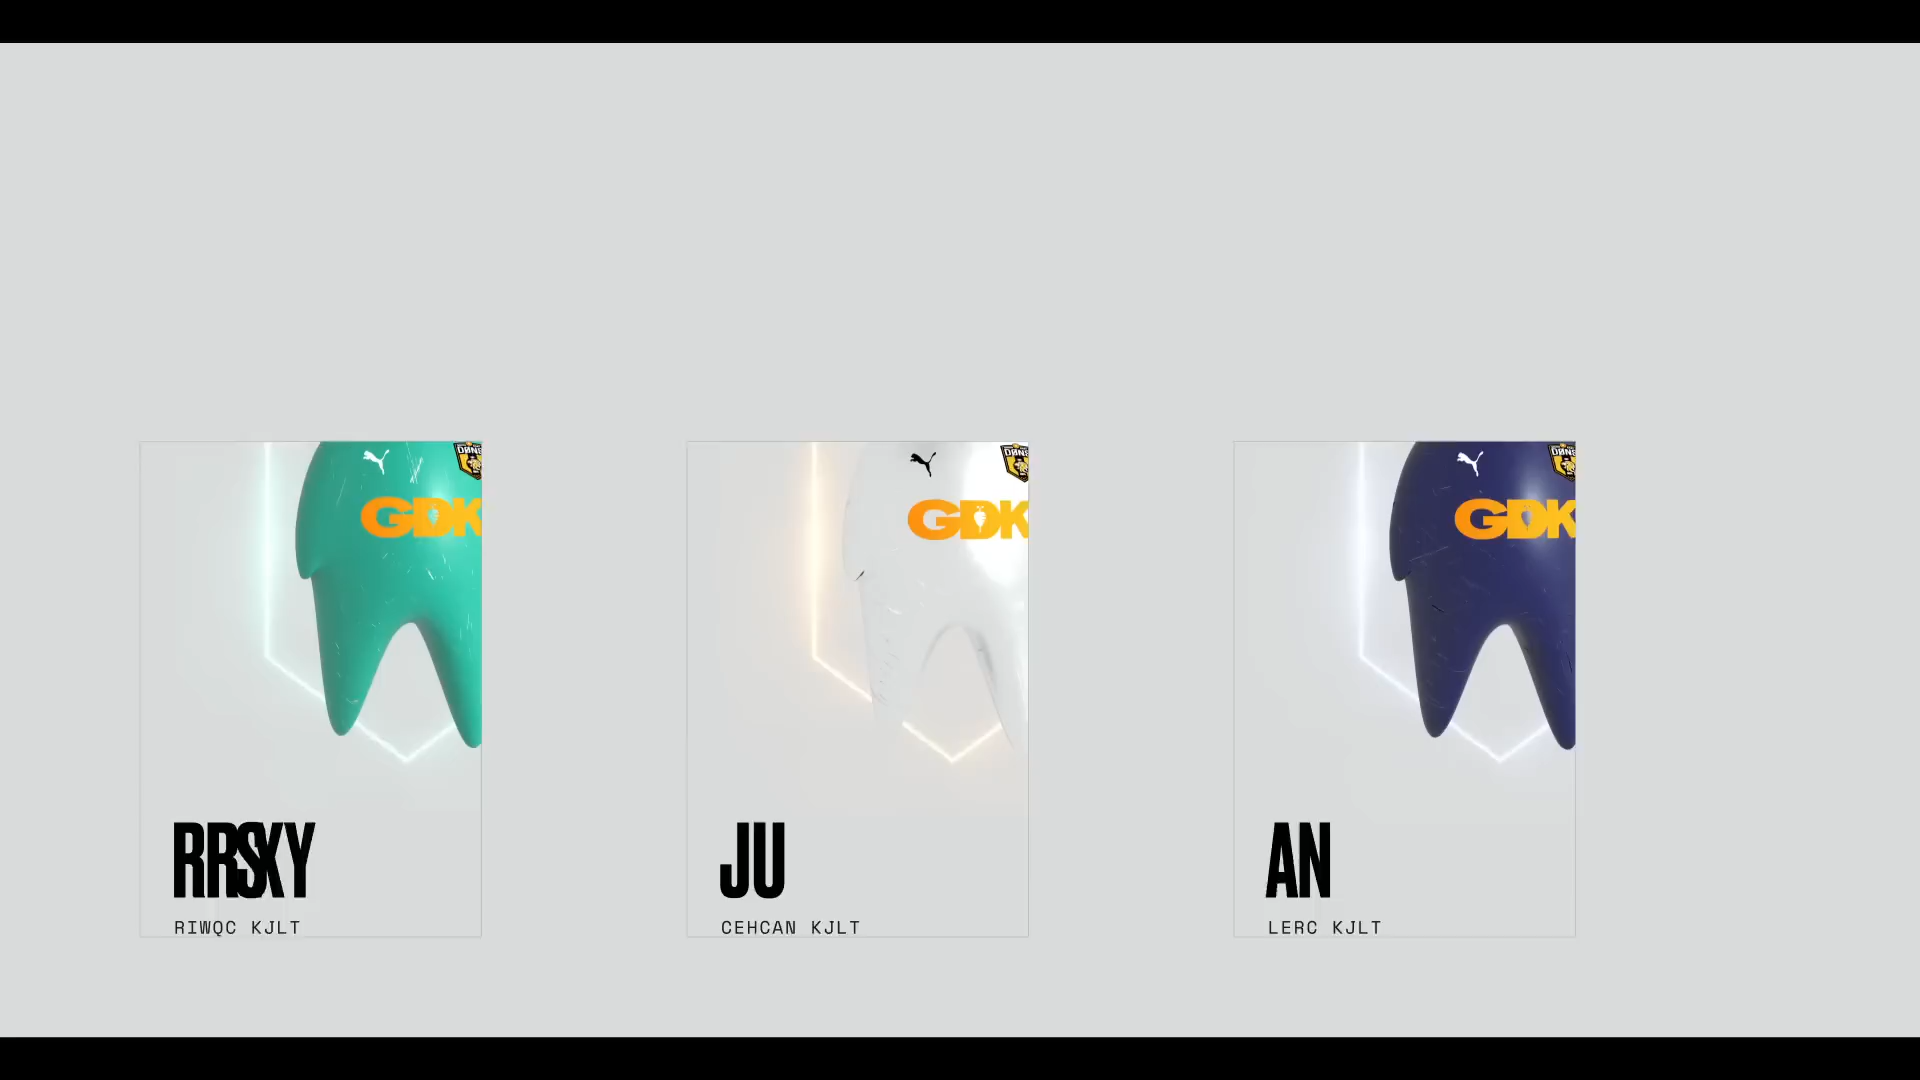 GDK
RRSKY
RIWQC KJLT
GDK
JU
CEHCAN KJLT
GDK
AN
LERC KJLT